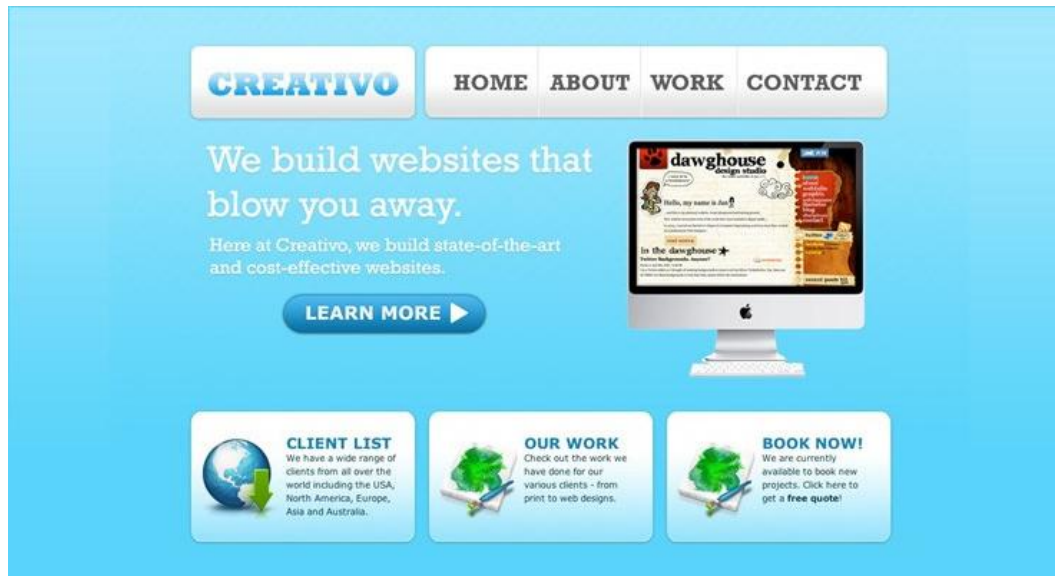 CREATIVO
HOME ABOUT WORK CONTACT
We build websites that
blow you away.
Here at Creativo, we build state-of-the-art
and cost-effective websites.
LEARN MORE
dawghouse
design studio
Hello, my name is Jan
in the dawghouse
Twitter Backgrounds. Anyone?
CLIENT LIST
We have a wide range of
clients from all over the
world including the USA,
North America, Europe,
Asia and Australia.
OUR WORK
Check out the work we
have done for our
various clients - from
print to web designs.
BOOK NOW!
We are currently
available to book new
projects. Click here to
get a free quote!